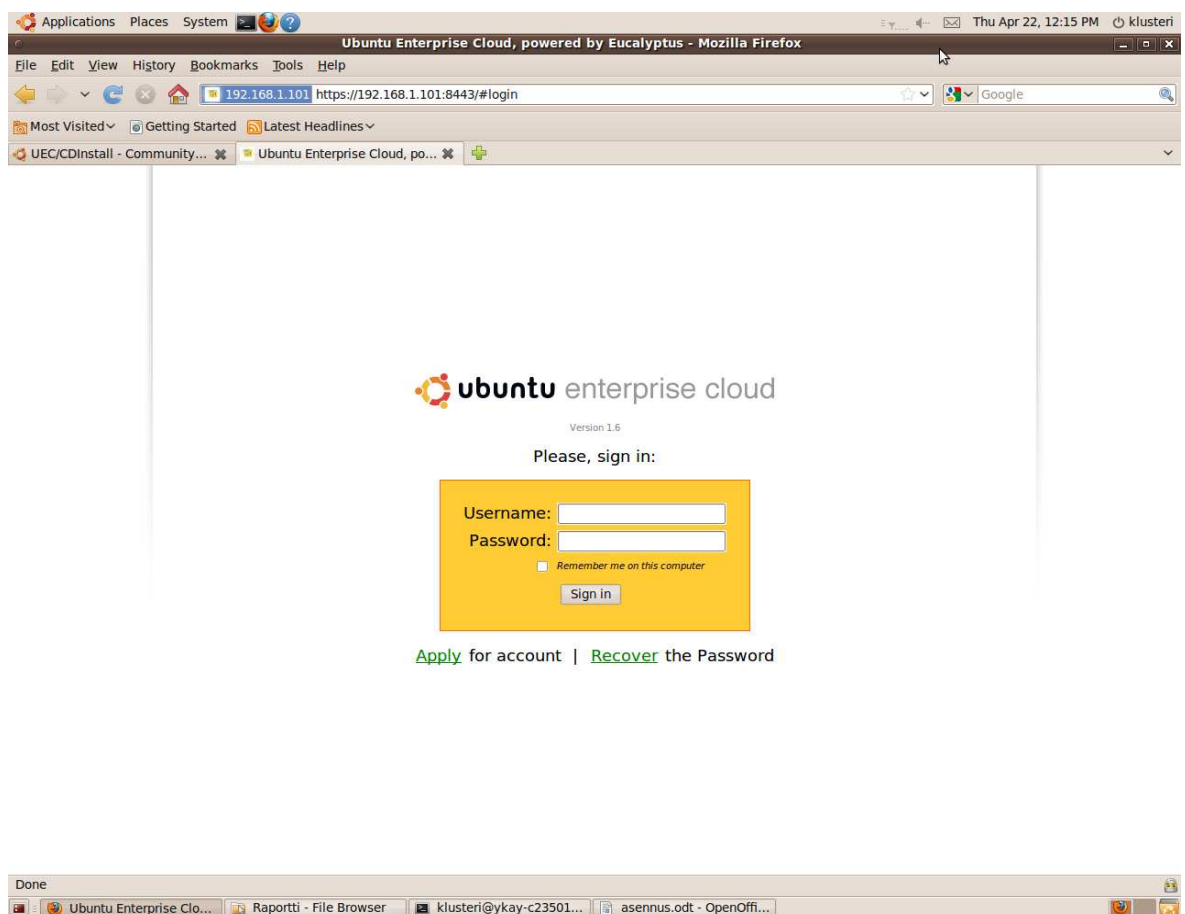 Applications Places System Thu Apr 22, 12:15 PM klusteri
Ubuntu Enterprise Cloud, powered by Eucalyptus - Mozilla Firefox
File Edit View History Bookmarks Tools Help
192.168.1.101 https://192.168.1.101:8443/#login Google
Most Visited Getting Started Latest Headlines
UEC/CDInstall - Community... Ubuntu Enterprise Cloud, po...
ubuntu enterprise cloud
Version 1.6
Please, sign in:
Username:
Password:
Remember me on this computer
Sign in
Apply for account | Recover the Password
Done
Ubuntu Enterprise Clo... Raportti - File Browser klusteri@ykay-c23501... asennus.odt - OpenOffi...